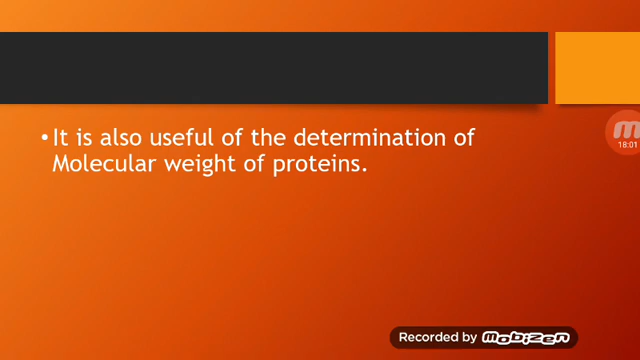 •It is also useful of the determination of
Molecular weight of proteins.
18:01
Recorded by mobizen